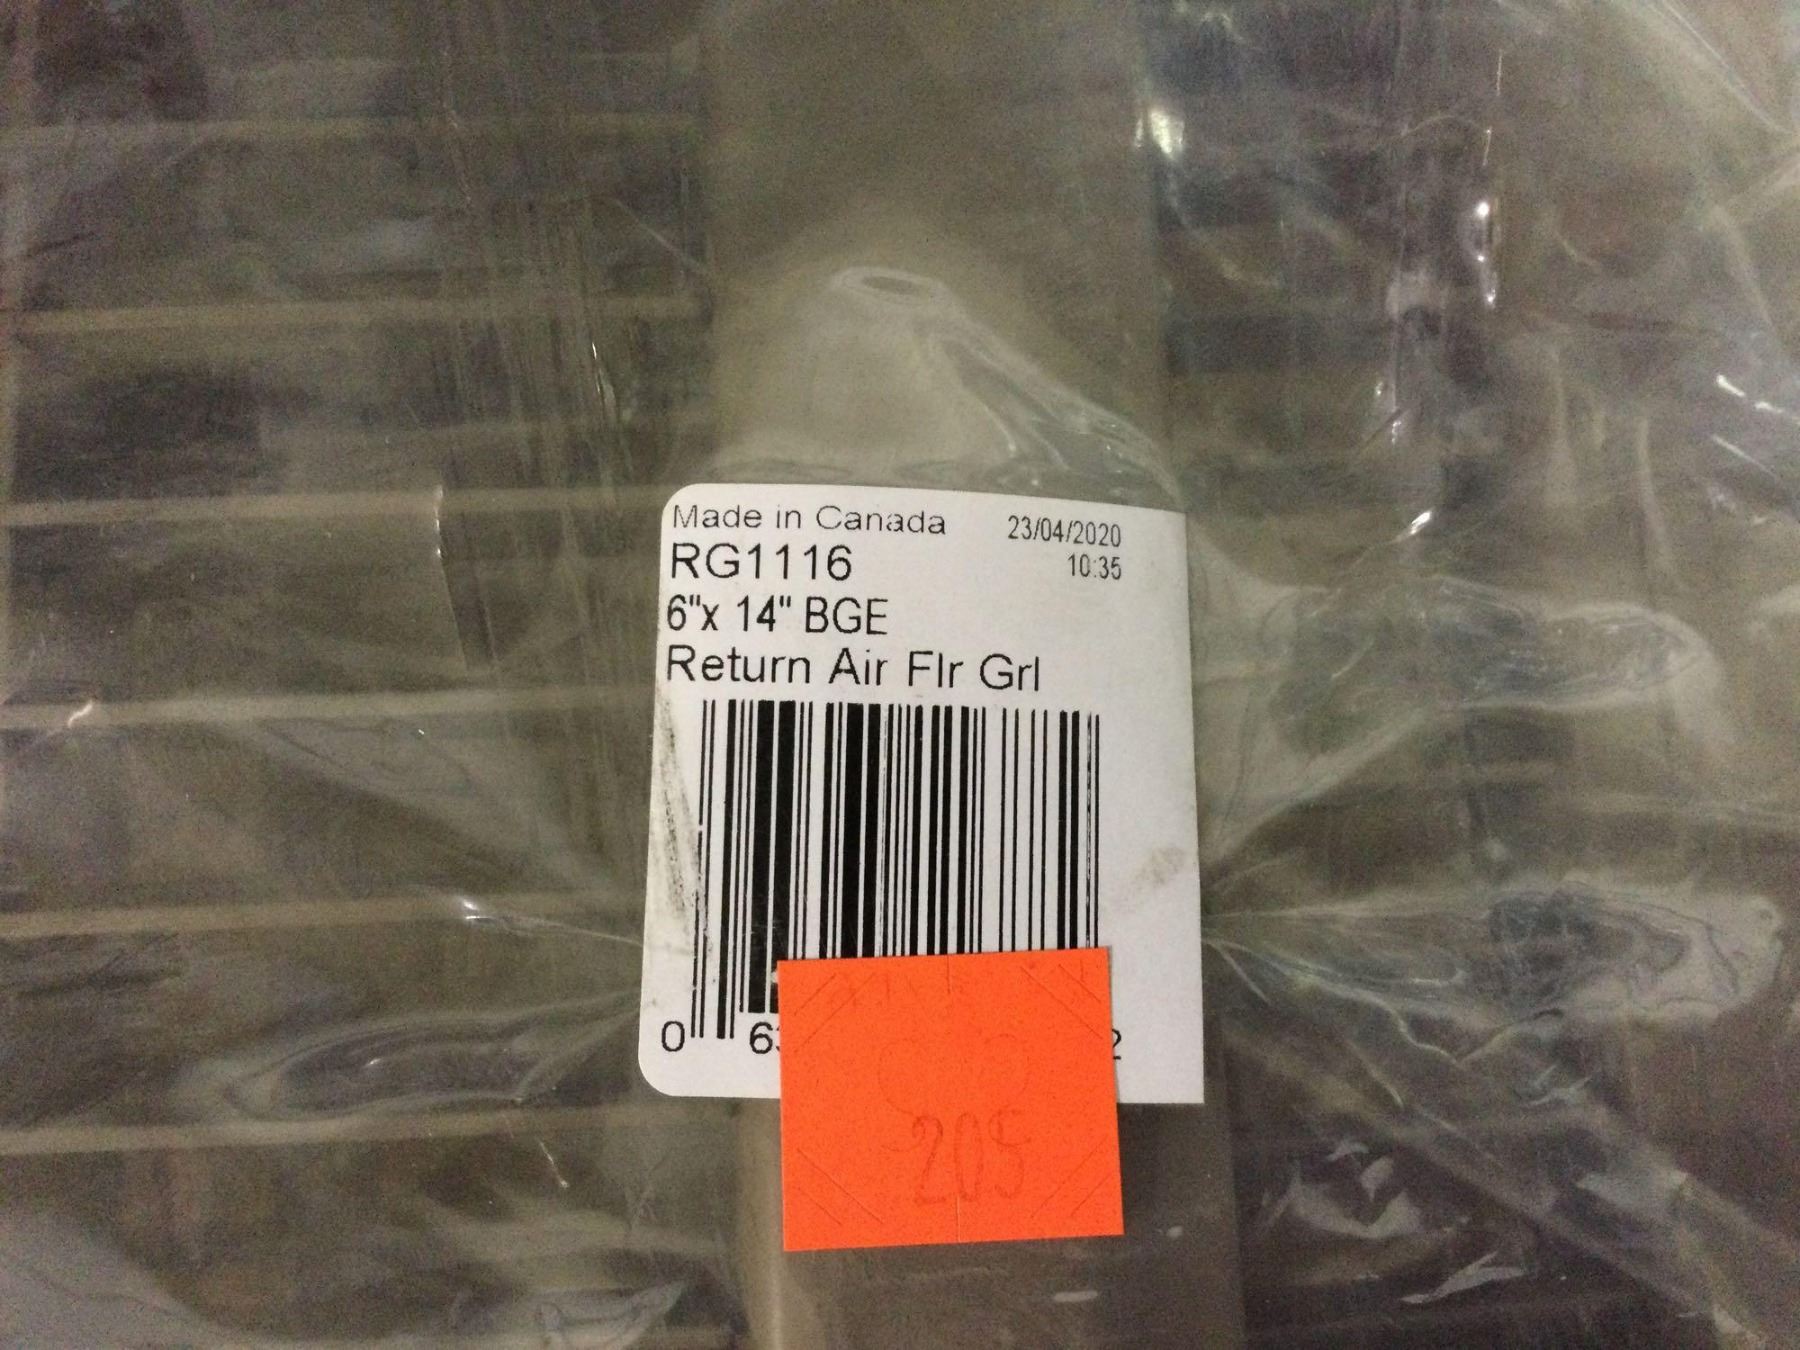 Made in Canada 23/04/2020
RG1116 10:35
6"x 14" BGE
Return Air Flr Grl
0 63 2
205